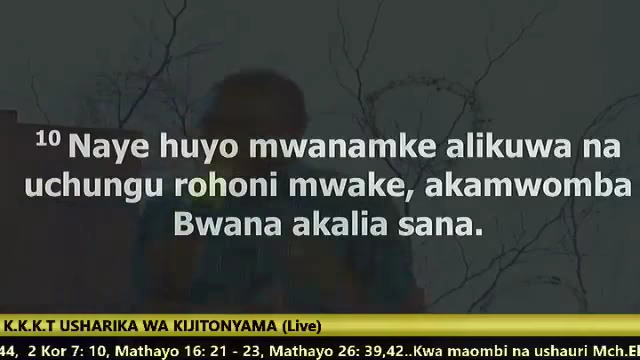 10 Naye huyo mwanamke alikuwa na
uchungu rohoni mwake, akamwomba
Bwana akalia sana.
K.K.K.T USHARIKA WA KIJITONYAMA (Live)
44, 2 Kor 7: 10, Mathayo 16: 21 - 23, Mathayo 26: 39,42..Kwa maombi na ushauri Mch.El